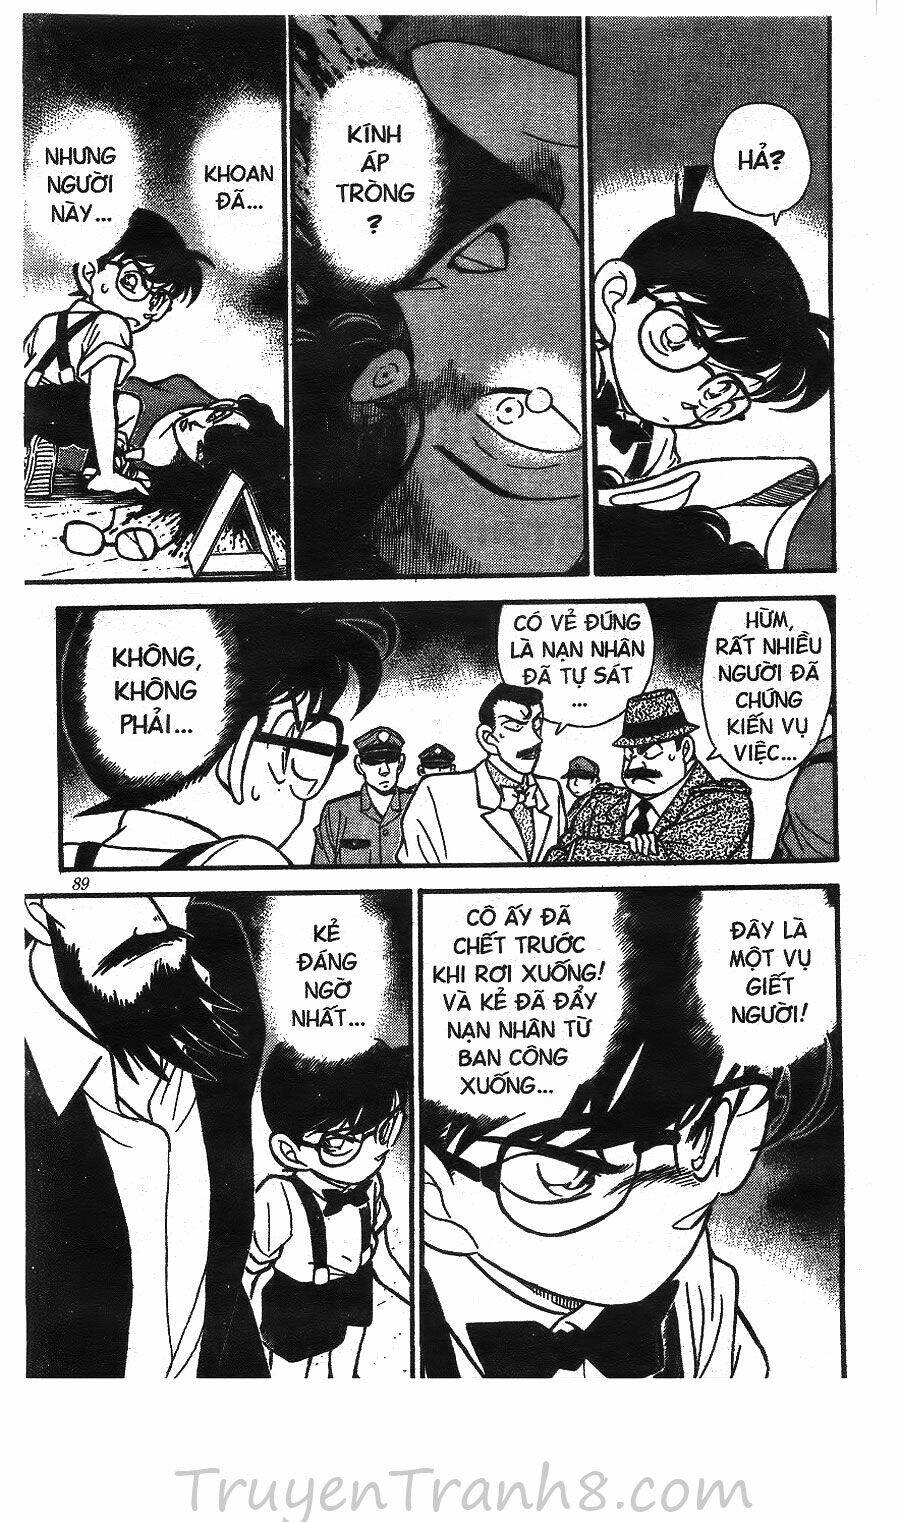 HẢ?
KÍNH
ÁP
TRÒNG
?
KHOAN
ĐÃ...
NHƯNG
NGƯỜI
NÀY...
HỪM,
RẤT NHIỀU
NGƯỜI ĐÃ
CHỨNG
KIẾN VỤ
VIỆC...
CÓ VẺ ĐÚNG
LÀ NẠN NHÂN
ĐÃ TỰ SÁT
...
KHÔNG,
KHÔNG
PHẢI...
89
ĐÂY LÀ
MỘT VỤ
GIẾT
NGƯỜI!
CÔ ẤY ĐÃ
CHẾT TRƯỚC
KHI RƠI XUỐNG!
VÀ KẺ ĐÃ ĐẨY
NẠN NHÂN TỪ
BAN CÔNG
XUỐNG...
KẺ
ĐÁNG
NGỜ
NHẤT...
TruyenTranh8.com